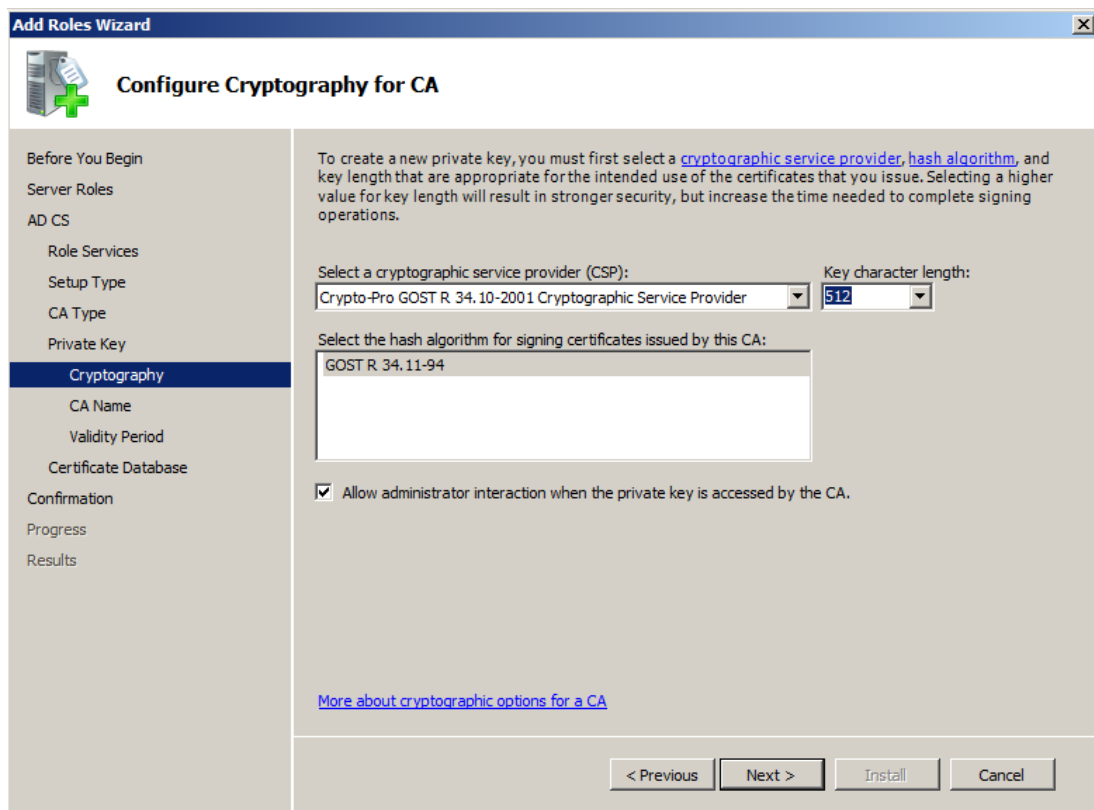 Add Roles Wizard
Configure Cryptography for CA
Before You Begin
Server Roles
AD CS
Role Services
Setup Type
CA Type
Private Key
Cryptography
CA Name
Validity Period
Certificate Database
Confirmation
Progress
Results
To create a new private key, you must first select a cryptographic service provider, hash algorithm, and
key length that are appropriate for the intended use of the certificates that you issue. Selecting a higher
value for key length will result in stronger security, but increase the time needed to complete signing
operations.
Select a cryptographic service provider (CSP):
Key character length:
Crypto-Pro GOST R 34.10-2001 Cryptographic Service Provider
512
Select the hash algorithm for signing certificates issued by this CA:
GOST R 34.11-94
Allow administrator interaction when the private key is accessed by the CA.
More about cryptographic options for a CA
< Previous
Next >
Install
Cancel